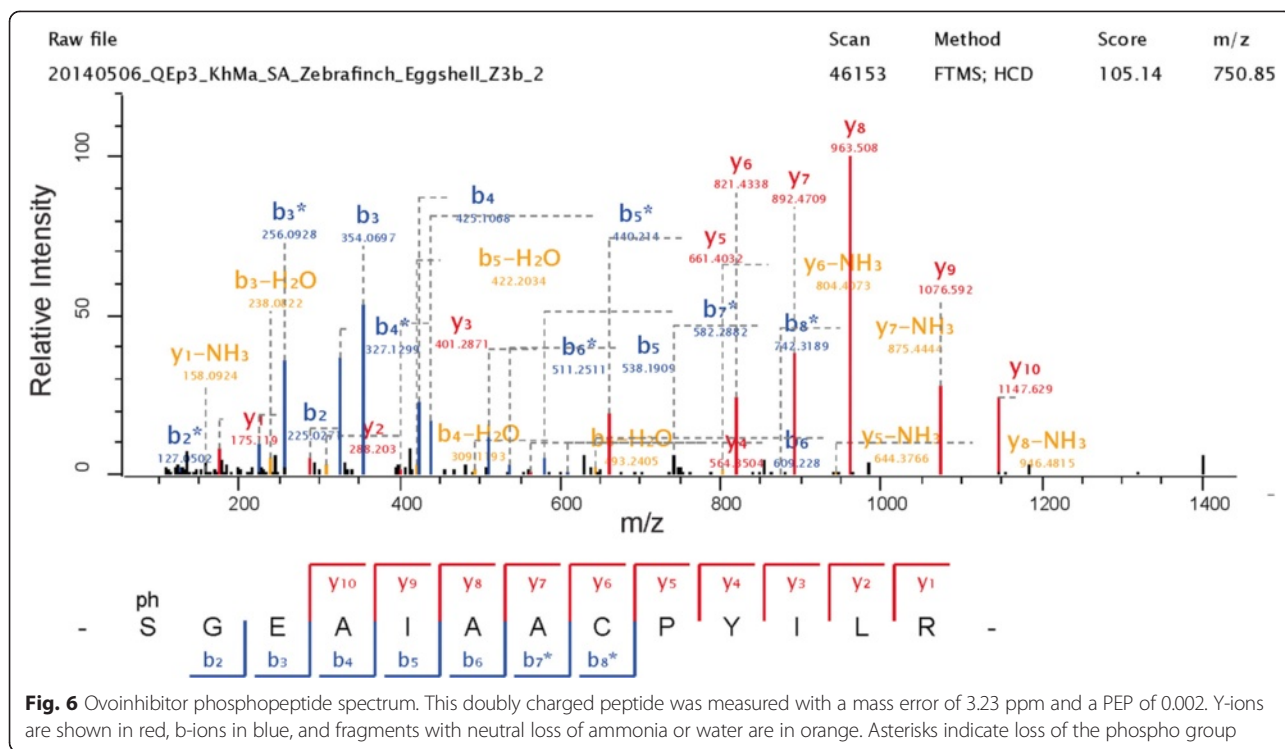 Raw file Scan Method Score m/z
20140506_QEp3_KhMa_SA_Zebrafinch_Eggshell_Z3b_2 46153 FTMS; HCD 105.14 750.85
Relative Intensity
100
50
0
y8
963.508
y6
821.4338
y7
892.4709
b3*
256.0928
b3
354.0697
b4
425.1068
b5*
440.214
y5
661.4032
b5-H2O
422.2034
b3-H2O
238.0822
y6-NH3
804.4073
y9
1076.592
b4*
327.1299
y3
401.2871
b7*
582.2882
b8*
742.3189
y7-NH3
875.4444
y1-NH3
158.0924
b6*
511.2511
b5
538.1909
y10
1147.629
b2*
127.0502
y1
175.119
b2
225.0271
y2
288.203
b4-H2O
309.1193
493.2405
y4
564.3504
b6
609.228
y5-NH3
644.3766
y8-NH3
946.4815
200 400 600 800 1000 1200 1400
m/z
y10 y9 y8 y7 y6 y5 y4 y3 y2 y1
ph
- S G E A I A A C P Y I L R -
b2 b3 b4 b5 b6 b7* b8*
Fig. 6 Ovoinhibitor phosphopeptide spectrum. This doubly charged peptide was measured with a mass error of 3.23 ppm and a PEP of 0.002. Y-ions
are shown in red, b-ions in blue, and fragments with neutral loss of ammonia or water are in orange. Asterisks indicate loss of the phospho group